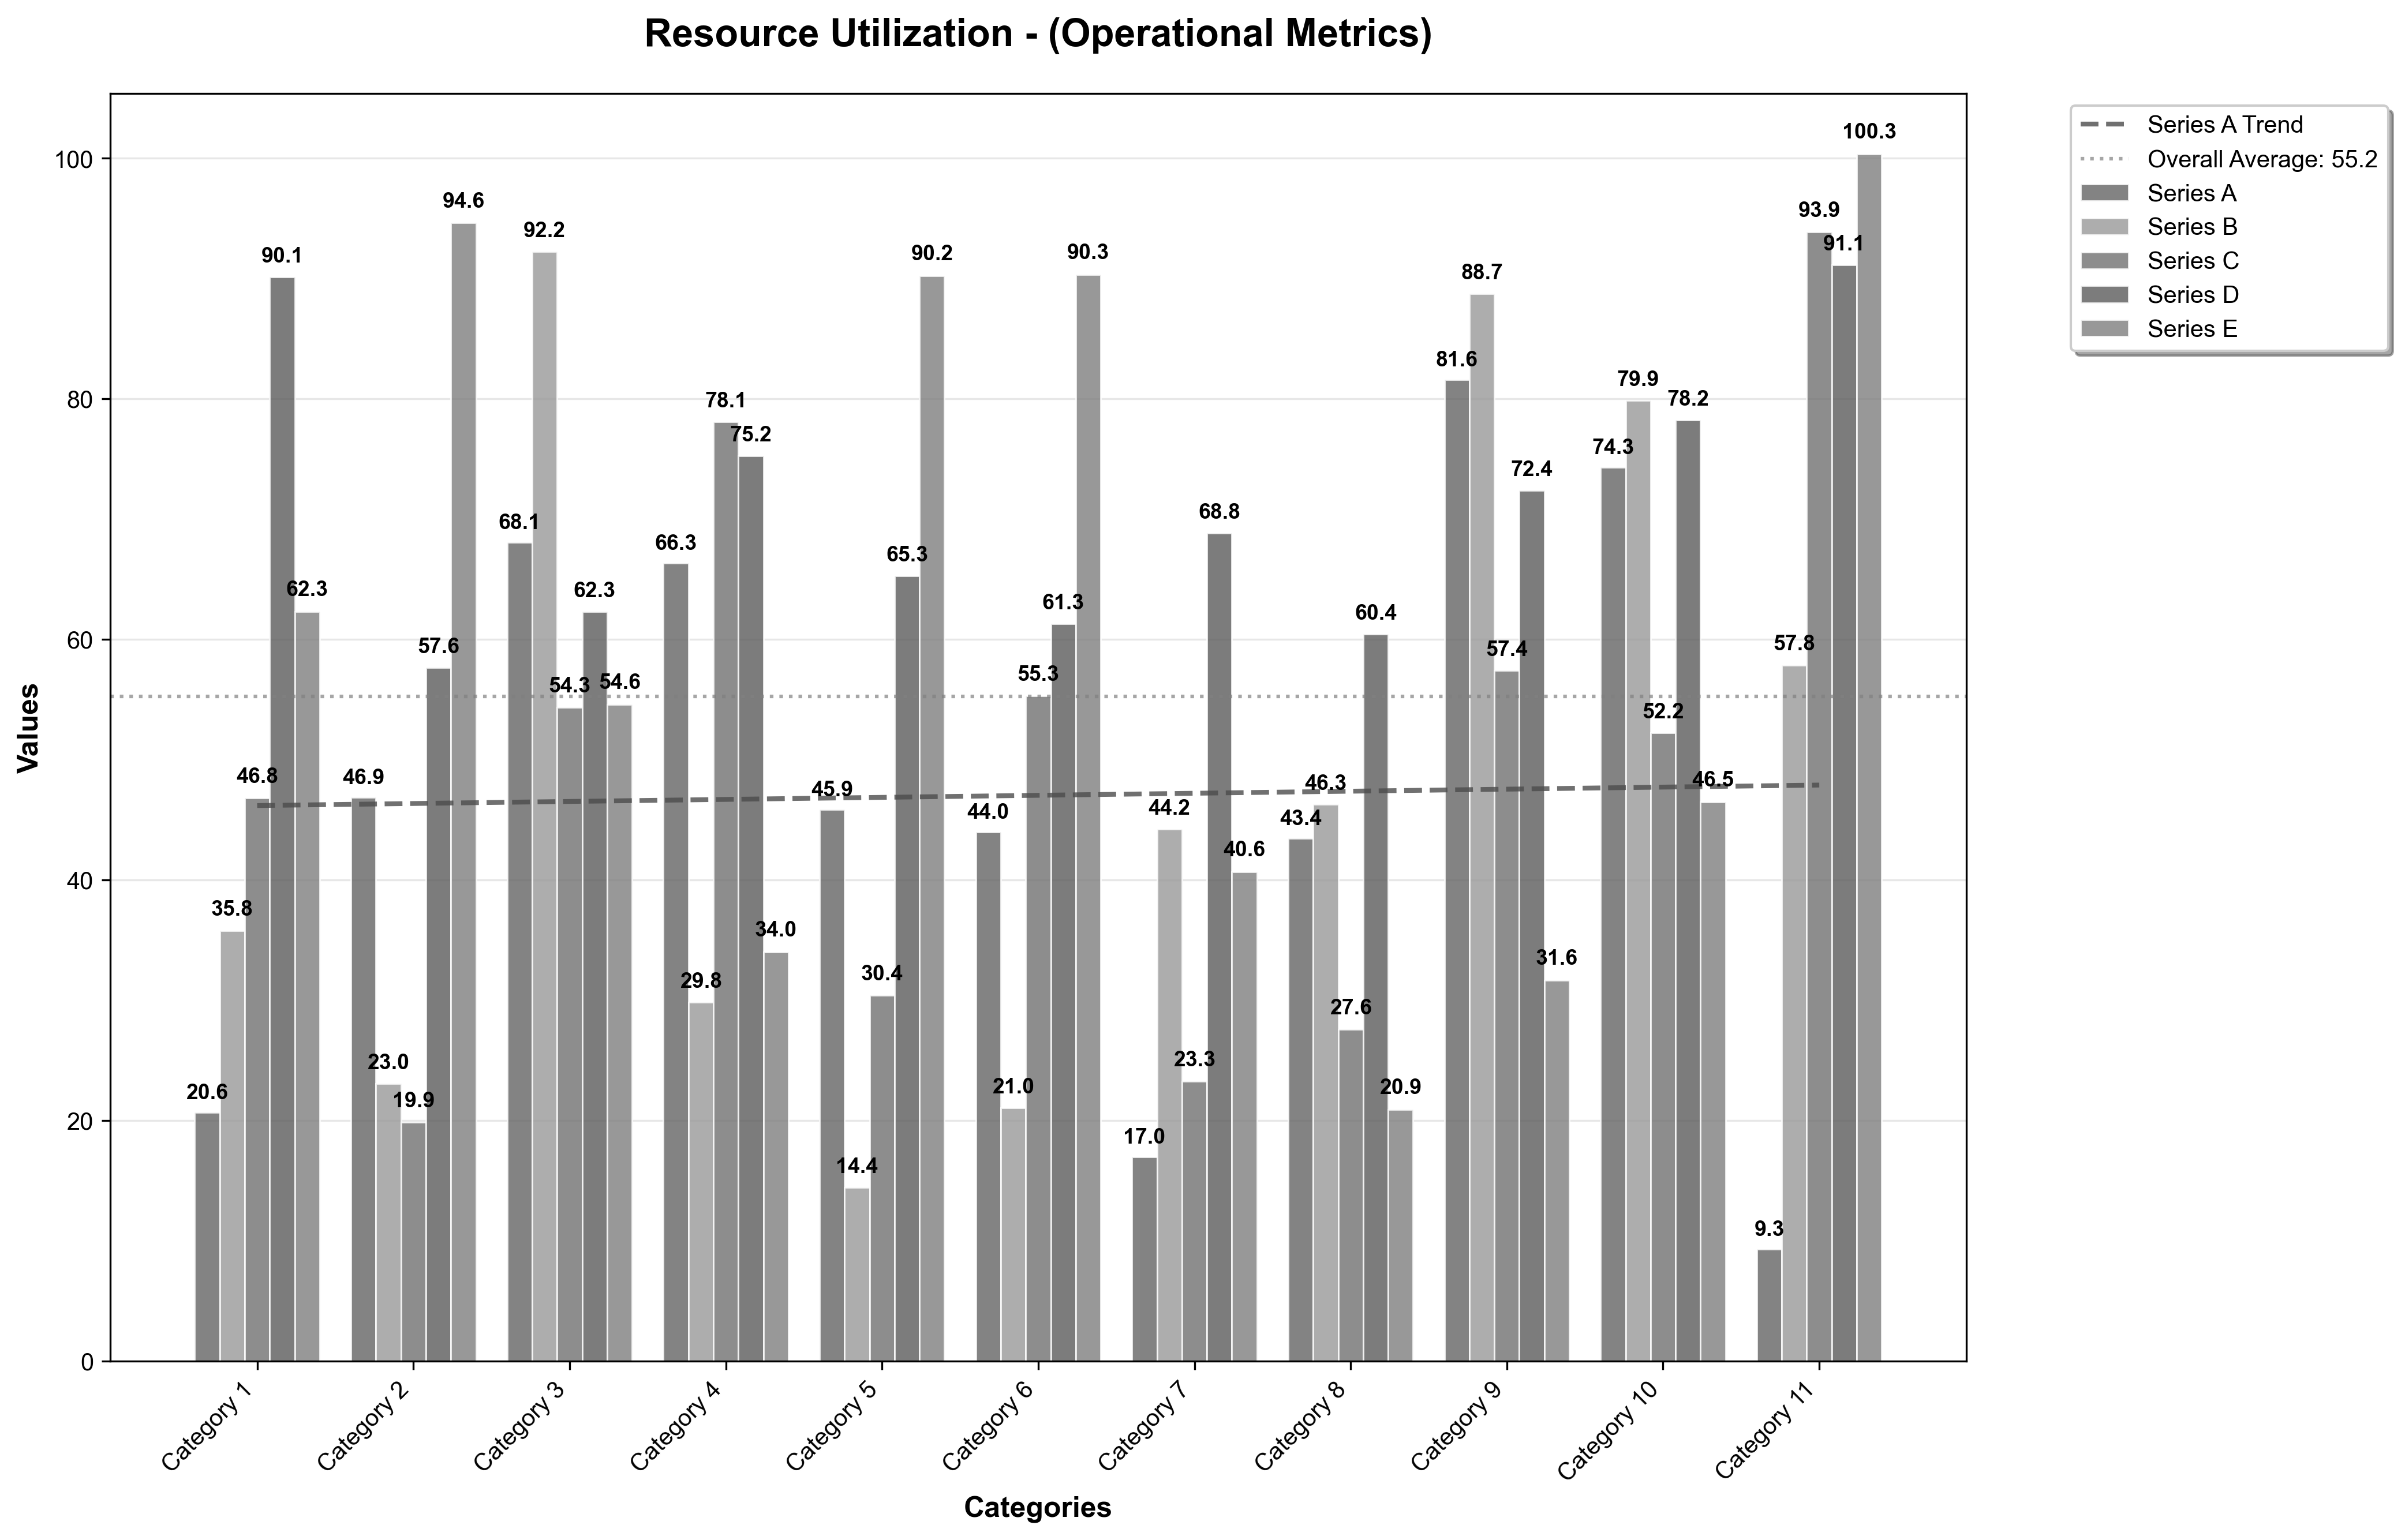 Resource Utilization - (Operational Metrics)
Series A Trend
Overall Average: 55.2
Series A
Series B
Series C
Series D
Series E
Values
100
80
60
40
20
0
20.6
35.8
46.8
90.1
62.3
46.9
23.0
19.9
57.6
94.6
68.1
92.2
54.3
62.3
54.6
66.3
29.8
78.1
75.2
34.0
45.9
14.4
30.4
65.3
90.2
44.0
21.0
55.3
61.3
90.3
17.0
44.2
23.3
68.8
40.6
43.4
46.3
27.6
60.4
20.9
81.6
88.7
57.4
72.4
31.6
74.3
79.9
52.2
78.2
46.5
9.3
57.8
93.9
91.1
100.3
Category 1
Category 2
Category 3
Category 4
Category 5
Category 6
Category 7
Category 8
Category 9
Category 10
Category 11
Categories